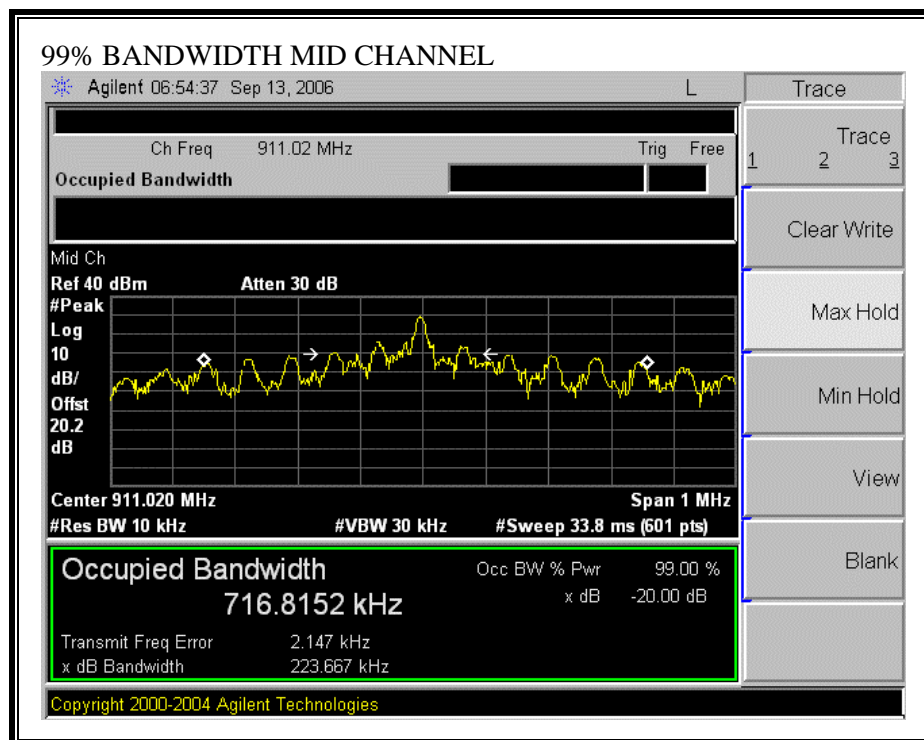 99% BANDWIDTH MID CHANNEL
Agilent 06:54:37 Sep 13, 2006 L
Trace
Ch Freq 911.02 MHz Trig Free
Occupied Bandwidth
Trace
1 2 3
Clear Write
Max Hold
Min Hold
View
Blank
Mid Ch
Ref 40 dBm Atten 30 dB
#Peak
Log
10
dB/
Offst
20.2
dB
Center 911.020 MHz Span 1 MHz
#Res BW 10 kHz #VBW 30 kHz #Sweep 33.8 ms (601 pts)
Occupied Bandwidth Occ BW % Pwr 99.00 %
716.8152 kHz x dB -20.00 dB
Transmit Freq Error 2.147 kHz
x dB Bandwidth 223.667 kHz
Copyright 2000-2004 Agilent Technologies